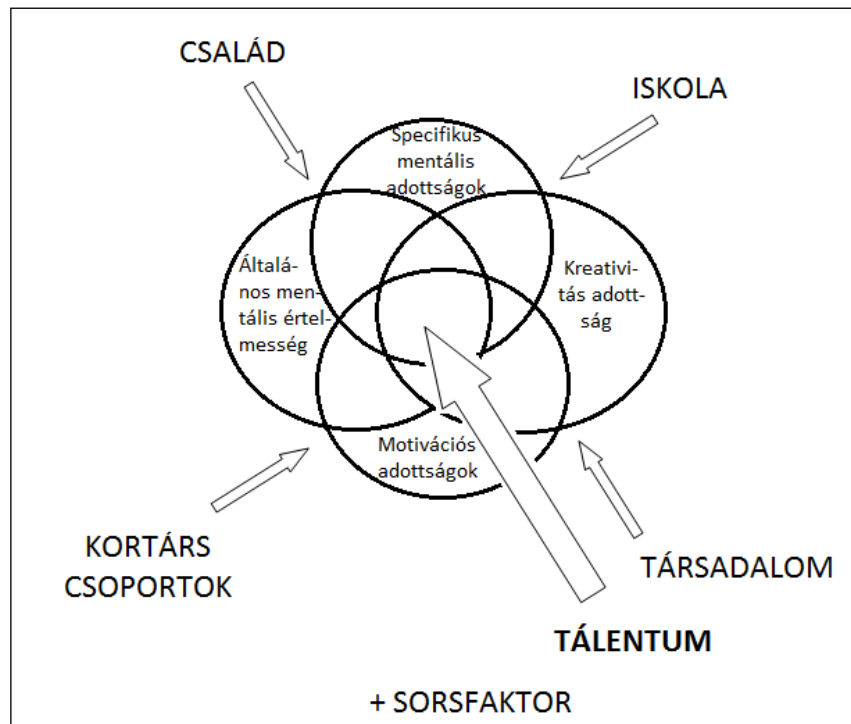 CSALÁD
ISKOLA
Specifikus
mentális
adottságok
Általá-
nos men-
tális értel-
messég
Kreativi-
tás adott-
ság
Motivációs
adottságok
KORTÁRS
CSOPORTOK
TÁRSADALOM
TÁLENTUM
+ SORSFAKTOR